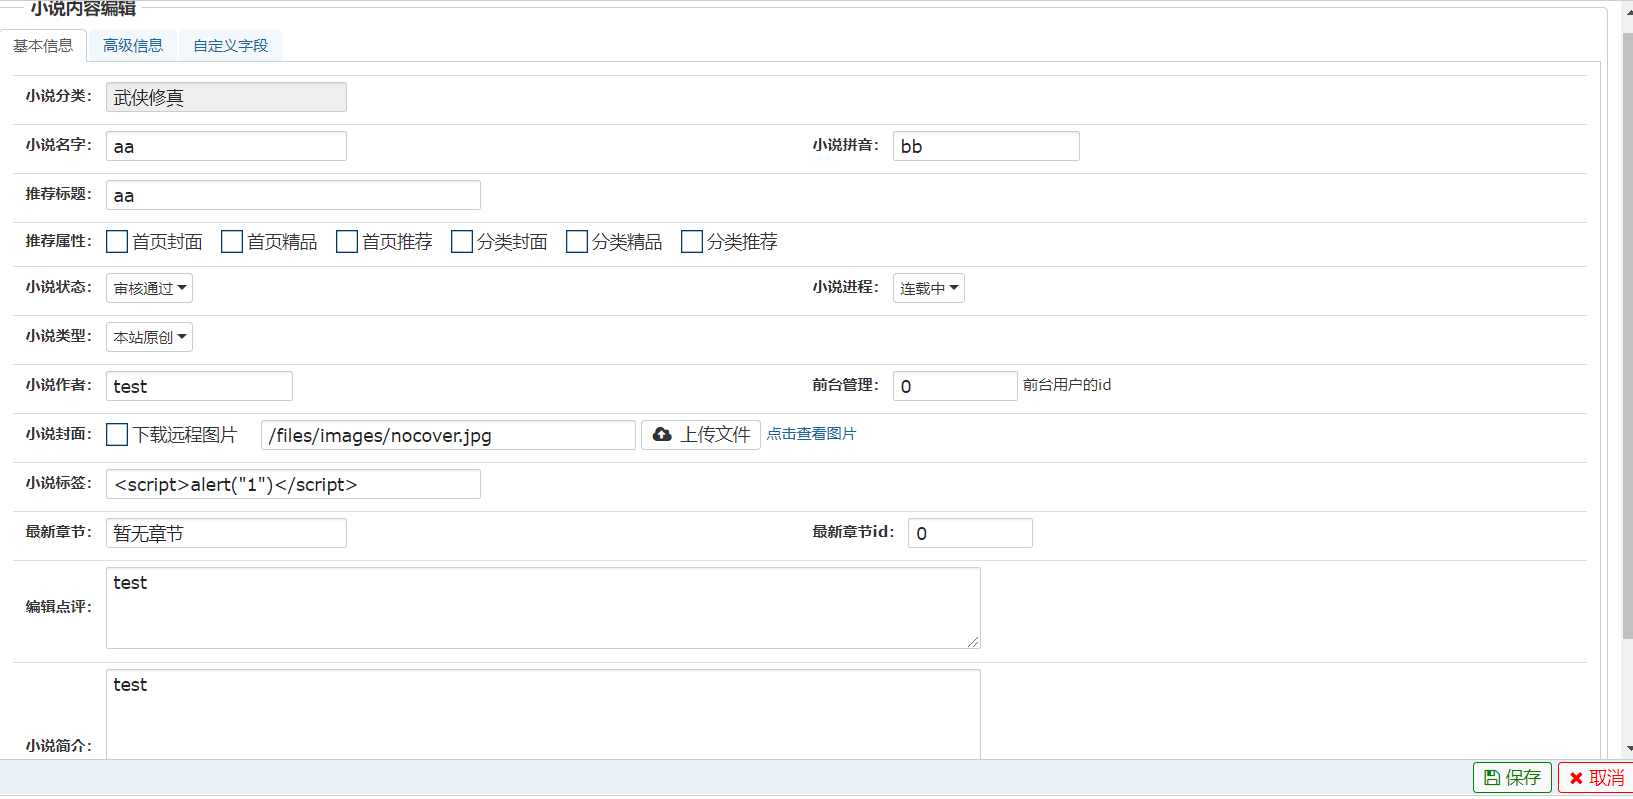 小说内容编辑
基本信息 高级信息 自定义字段
小说分类： 武侠修真
小说名字： aa 小说拼音： bb
推荐标题： aa
推荐属性： 首页封面 首页精品 首页推荐 分类封面 分类精品 分类推荐
小说状态： 审核通过 小说进程： 连载中
小说类型： 本站原创
小说作者： test 前台管理： 0 前台用户的id
小说封面： 下载远程图片 /files/images/nocover.jpg 上传文件 点击查看图片
小说标签： <script>alert("1")</script>
最新章节： 暂无章节 最新章节id： 0
编辑点评： test
小说简介： test
保存 取消